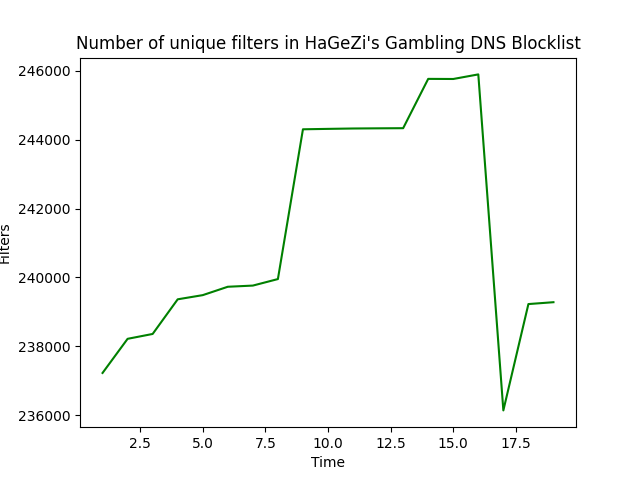 Number of unique filters in HaGeZi's Gambling DNS Blocklist
246000
244000
242000
240000
238000
236000
Filters
2.5 5.0 7.5 10.0 12.5 15.0 17.5
Time